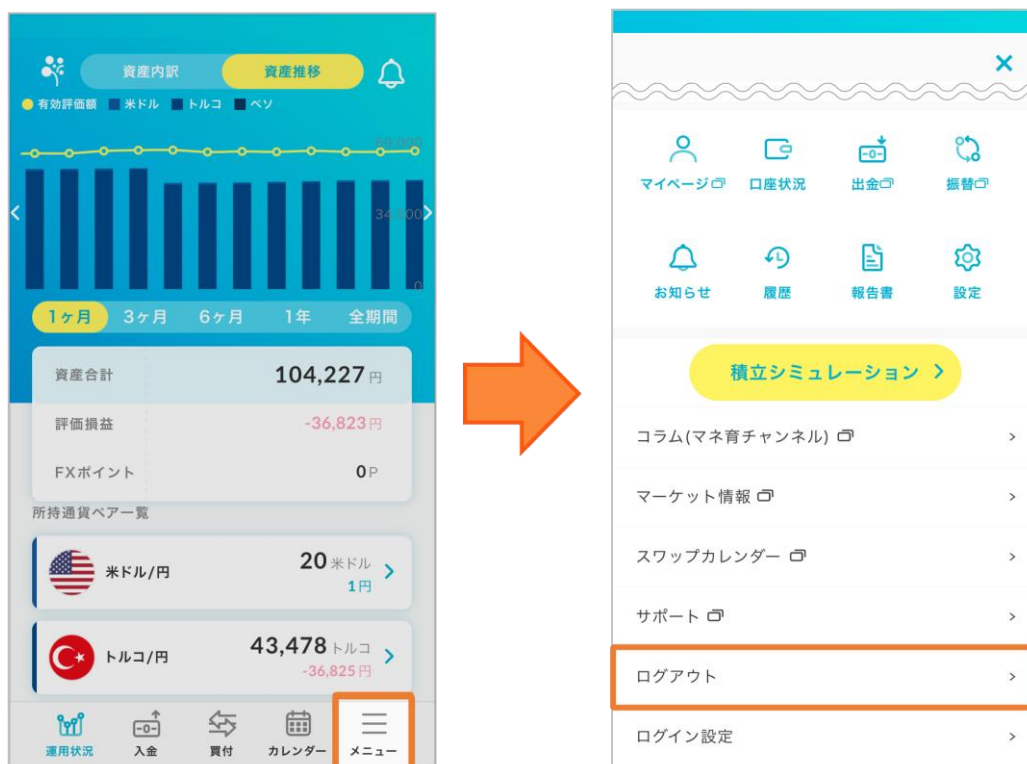 資産内訳 資産推移
有効評価額 米ドル トルコ ペソ
34,000
0
1ヶ月 3ヶ月 6ヶ月 1年 全期間
資産合計 104,227円
評価損益 -36,823円
FXポイント 0P
所持通貨ペア一覧
米ドル/円 20米ドル
1円
トルコ/円 43,478トルコ
-36,825円
運用状況 入金 買付 カレンダー メニュー
マイページ 口座状況 出金 振替
お知らせ 履歴 報告書 設定
積立シミュレーション
コラム(マネ育チャンネル)
マーケット情報
スワップカレンダー
サポート
ログアウト
ログイン設定